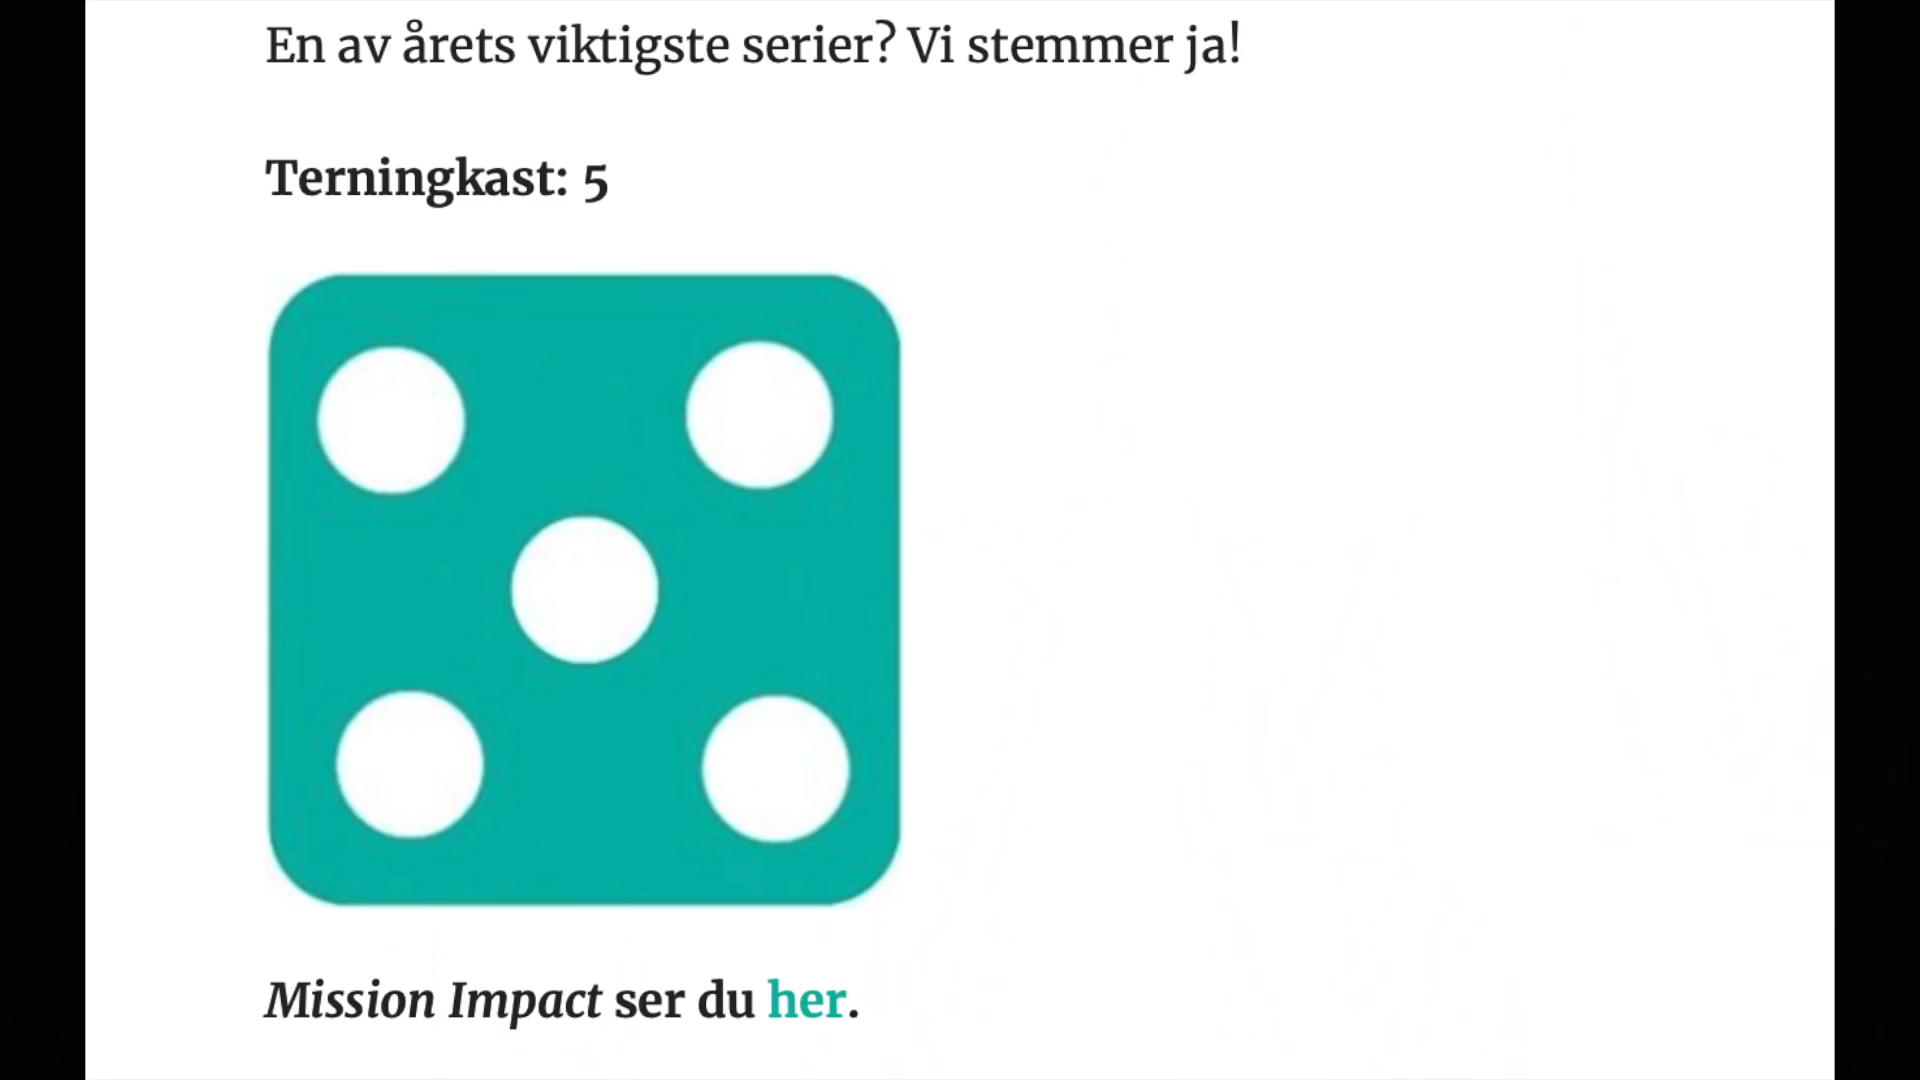 En av årets viktigste serier? Vi stemmer ja!
Terningkast: 5
Mission Impact ser du her.